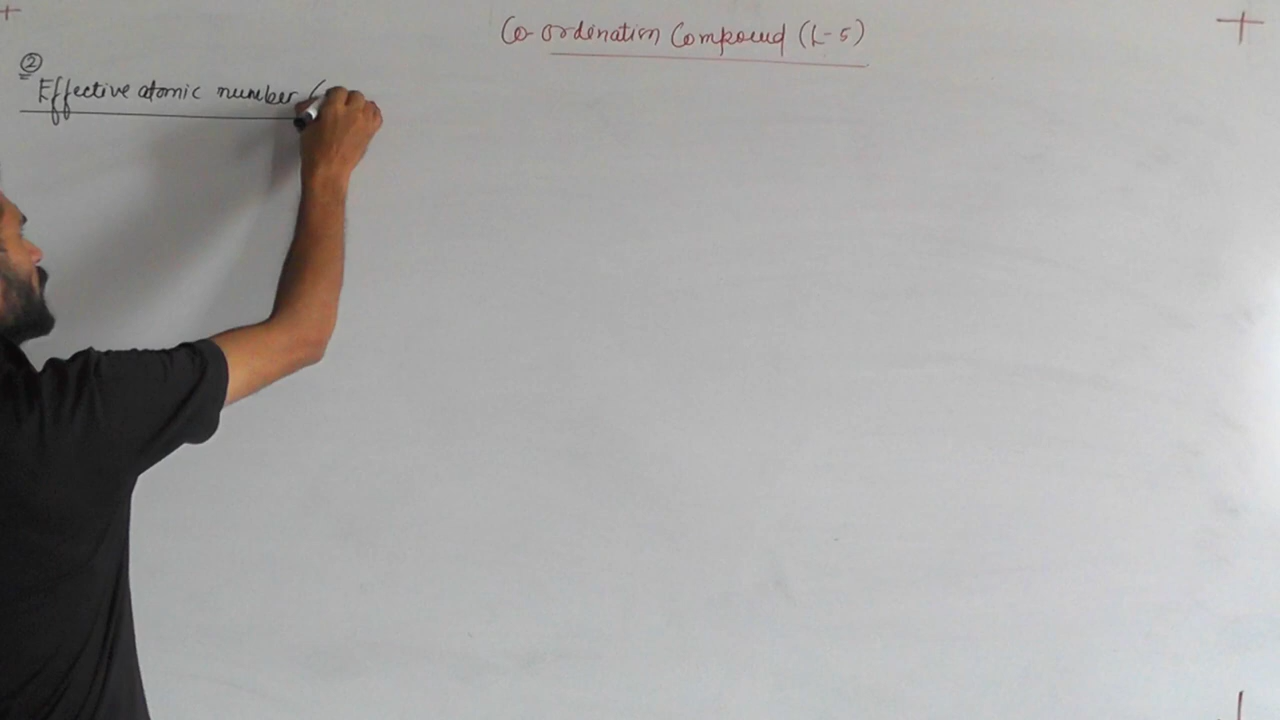 Co-ordination Compound (L-5)
②
Effective atomic number (